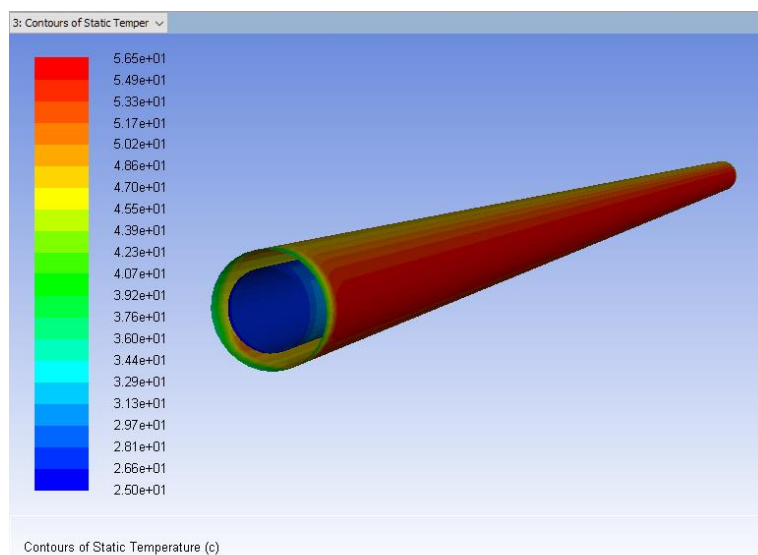 3: Contours of Static Temper
5.65e+01
5.49e+01
5.33e+01
5.17e+01
5.02e+01
4.86e+01
4.70e+01
4.55e+01
4.39e+01
4.23e+01
4.07e+01
3.92e+01
3.76e+01
3.60e+01
3.44e+01
3.29e+01
3.13e+01
2.97e+01
2.81e+01
2.66e+01
2.50e+01
Contours of Static Temperature (c)